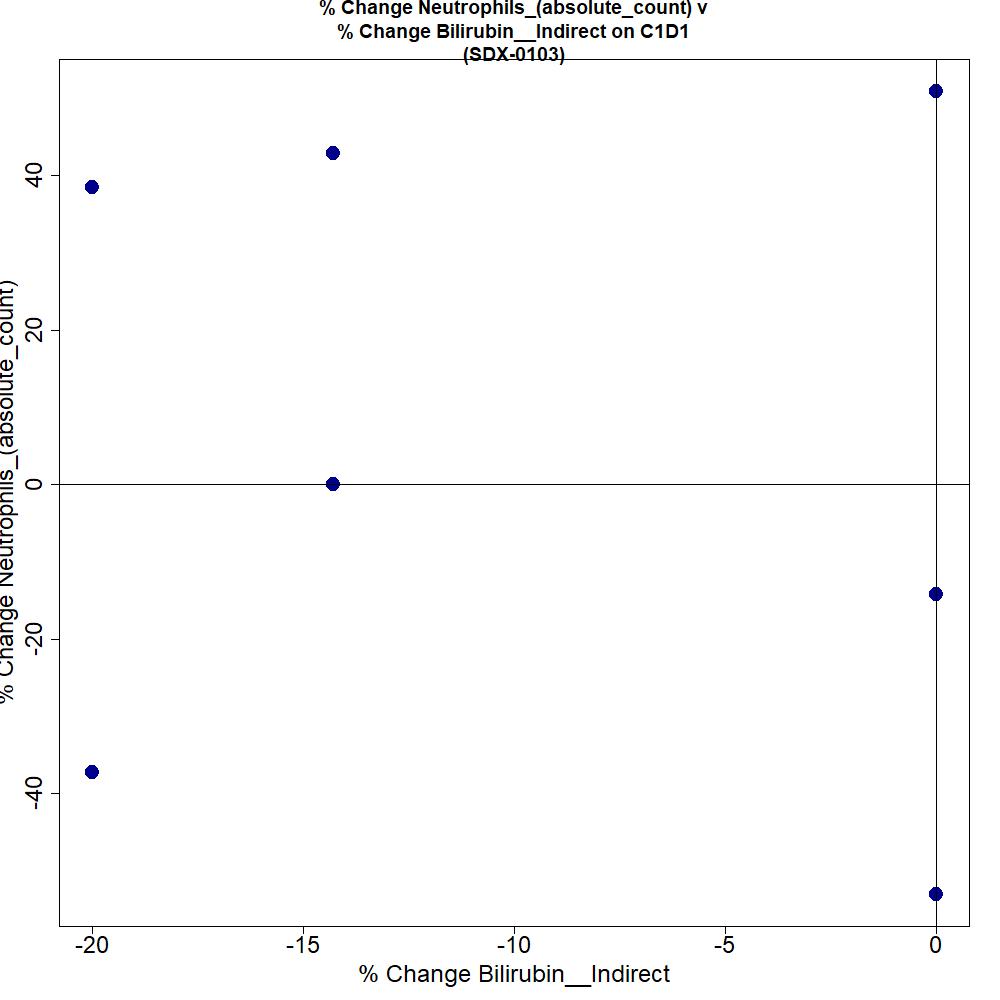 % Change Neutrophils_(absolute_count) v
% Change Bilirubin__Indirect on C1D1
(SDX-0103)
% Change Neutrophils_(absolute_count)
40
20
0
-20
-40
-20
-15
-10
-5
0
% Change Bilirubin__Indirect